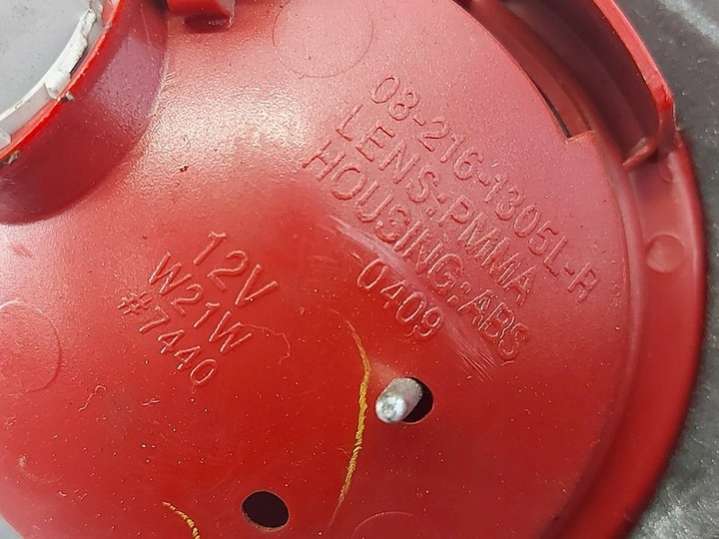 08-216-1305L-R
LENS:PMMA
HOUSING:ABS
0409
12V
W21W
#7440